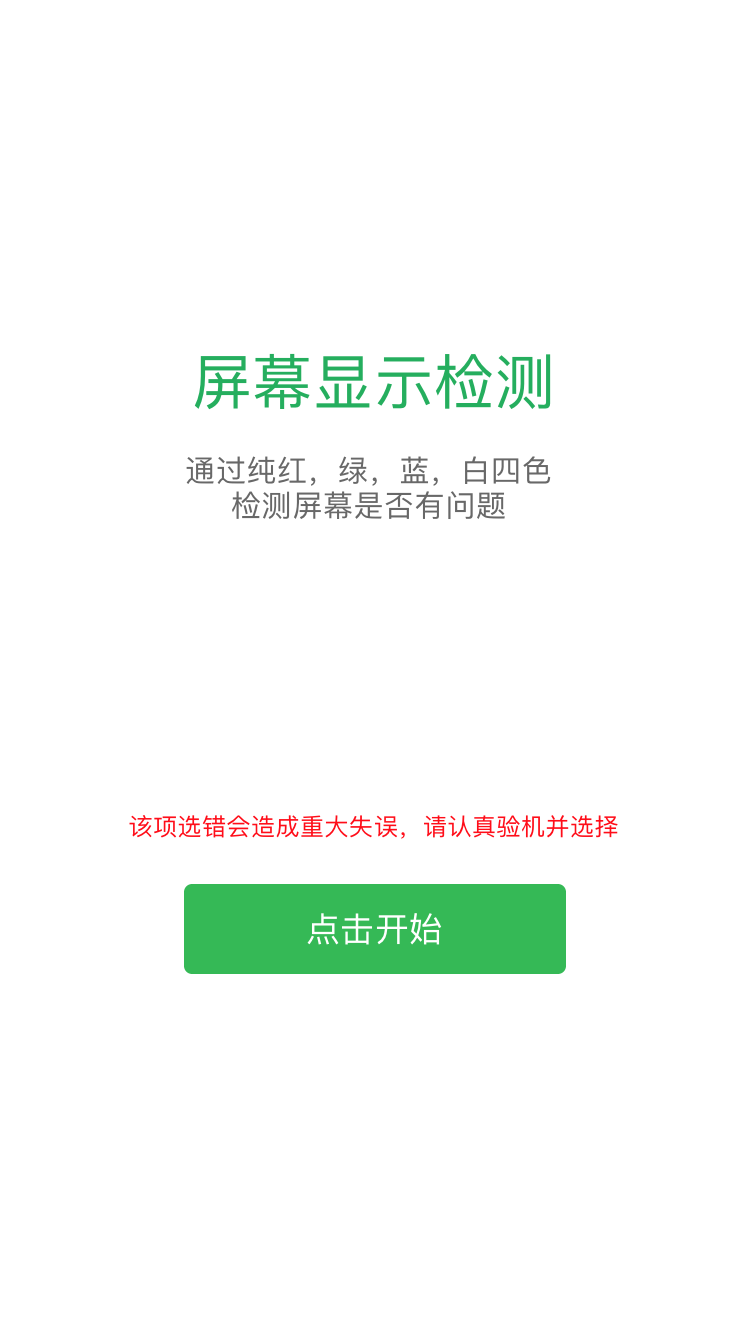 屏幕显示检测
通过纯红，绿，蓝，白四色
检测屏幕是否有问题
该项选错会造成重大失误，请认真验机并选择
点击开始